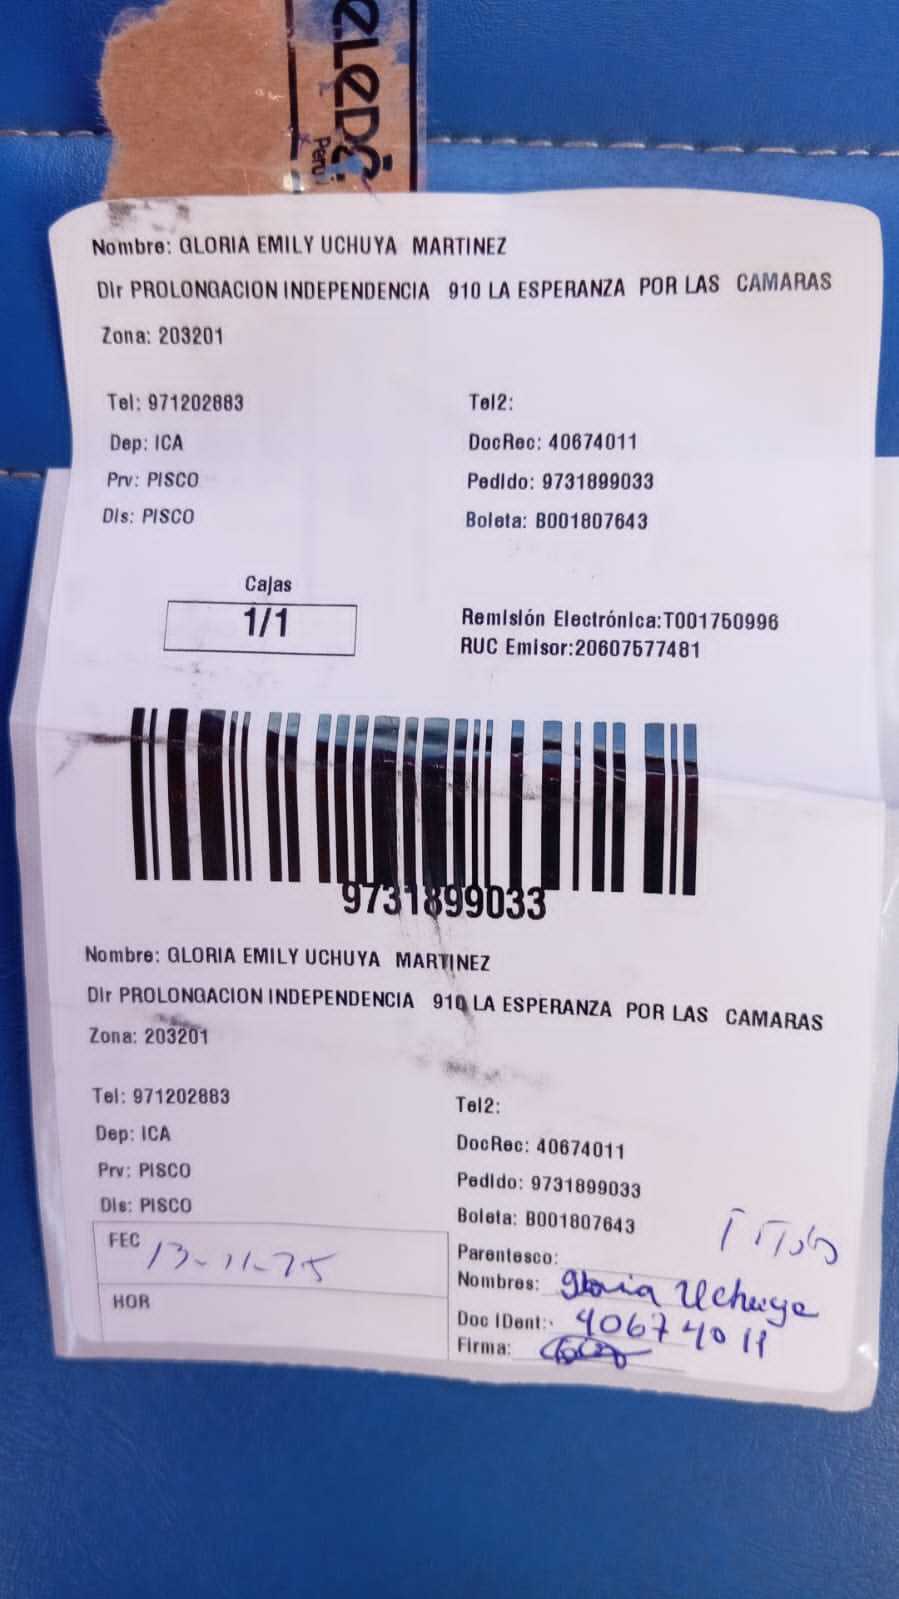 ELEDÉ
Perú
Nombre: GLORIA EMILY UCHUYA MARTINEZ
Dir PROLONGACION INDEPENDENCIA 910 LA ESPERANZA POR LAS CAMARAS
Zona: 203201
Tel: 971202883 Tel2:
Dep: ICA DocRec: 40674011
Prv: PISCO Pedido: 9731899033
Dis: PISCO Boleta: B001807643
Cajas
1/1
Remisión Electrónica:T001750996
RUC Emisor:20607577481
9731899033
Nombre: GLORIA EMILY UCHUYA MARTINEZ
Dir PROLONGACION INDEPENDENCIA 910 LA ESPERANZA POR LAS CAMARAS
Zona: 203201
Tel: 971202883 Tel2:
Dep: ICA DocRec: 40674011
Prv: PISCO Pedido: 9731899033
Dis: PISCO Boleta: B001807643
FEC 13-11-25
HOR
Parentesco: Titular
Nombres: Gloria Uchuya
Doc IDent: 40674011
Firma: